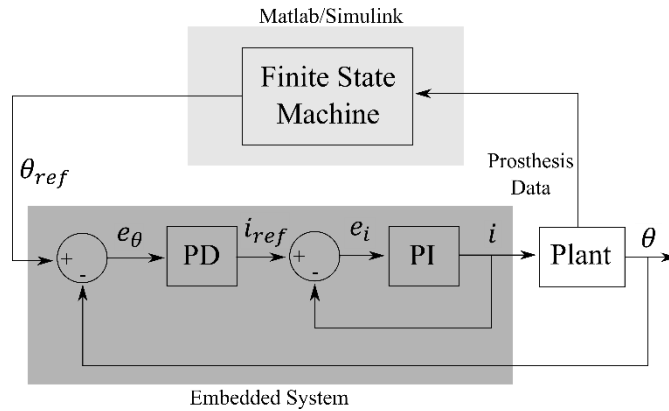 Matlab/Simulink
Finite State
Machine
θref
Prosthesis
Data
+
-
eθ
PD
iref
+
-
ei
PI
i
Plant
θ
Embedded System